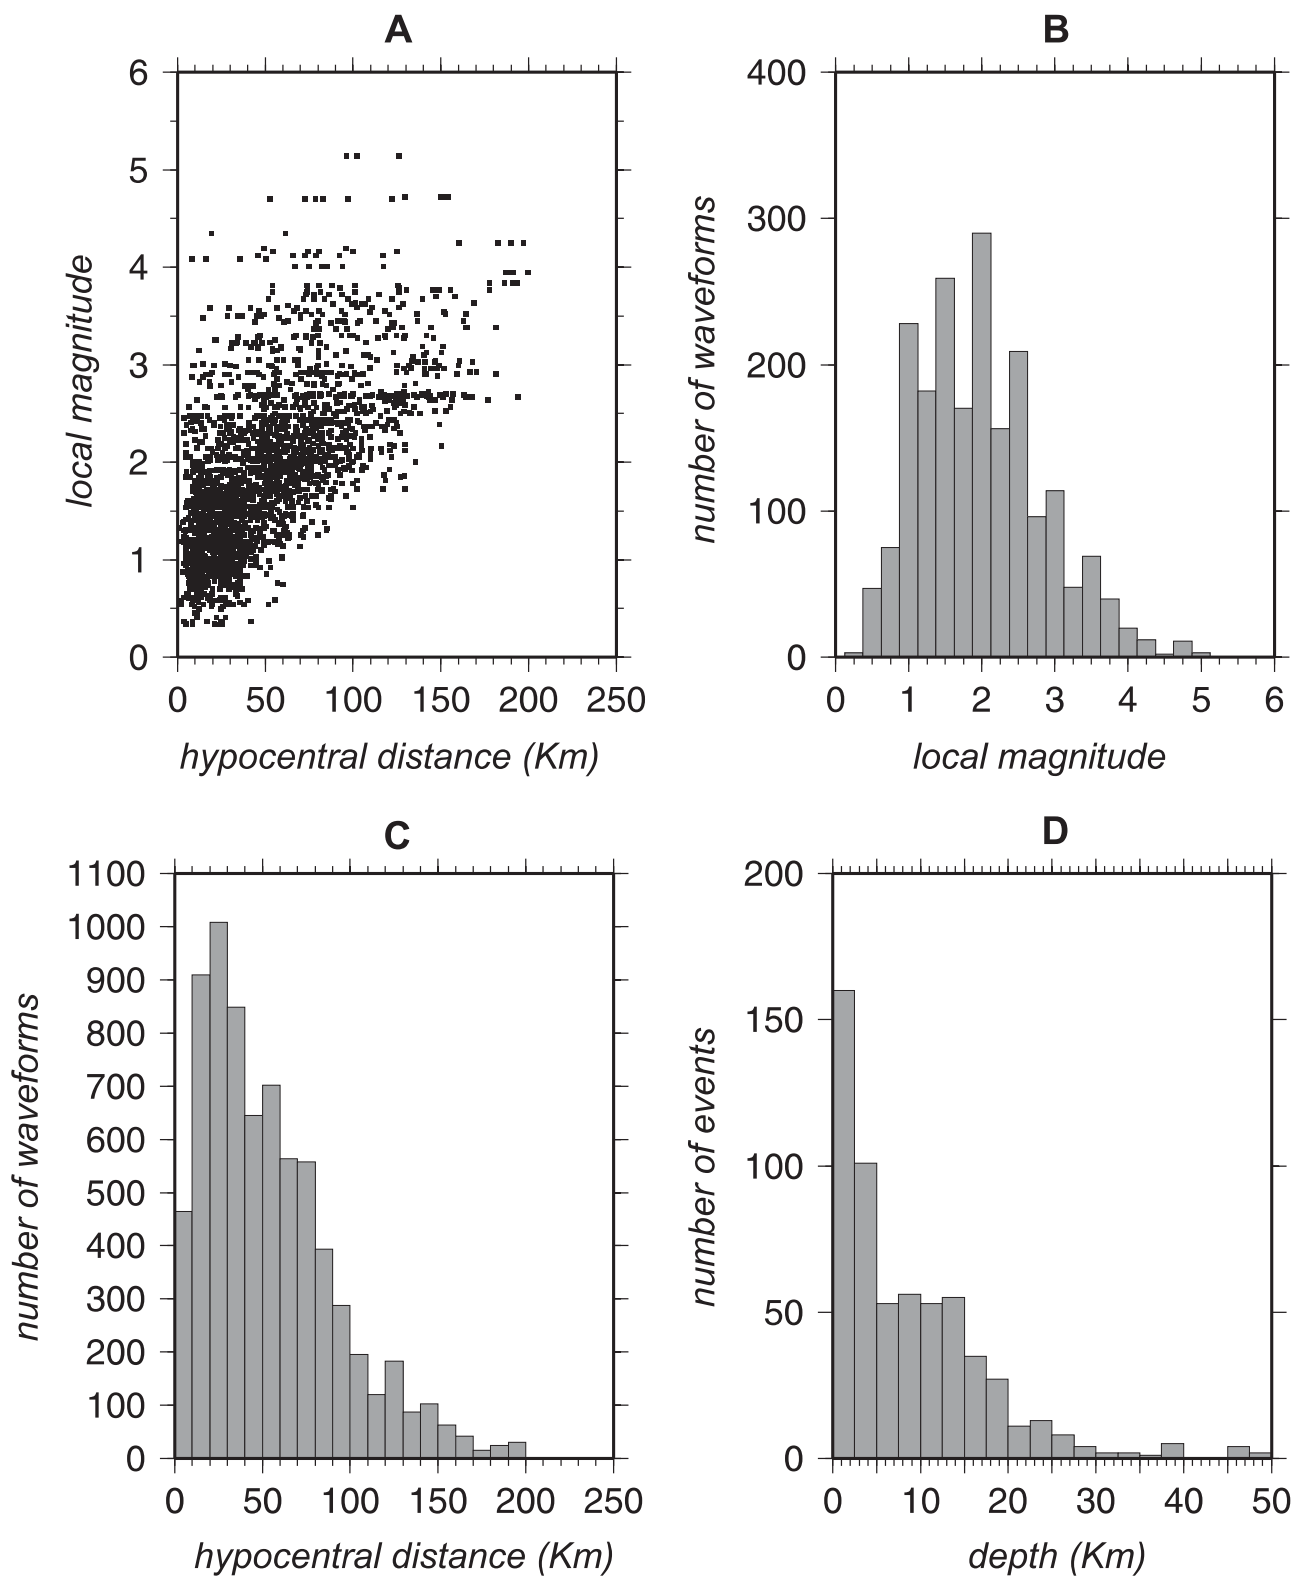 A
6
5
4
3
2
1
0
local magnitude
0 50 100 150 200 250
hypocentral distance (Km)
B
400
300
200
100
0
number of waveforms
0 1 2 3 4 5 6
local magnitude
C
1100
1000
900
800
700
600
500
400
300
200
100
0
number of waveforms
0 50 100 150 200 250
hypocentral distance (Km)
D
200
150
100
50
0
number of events
0 10 20 30 40 50
depth (Km)